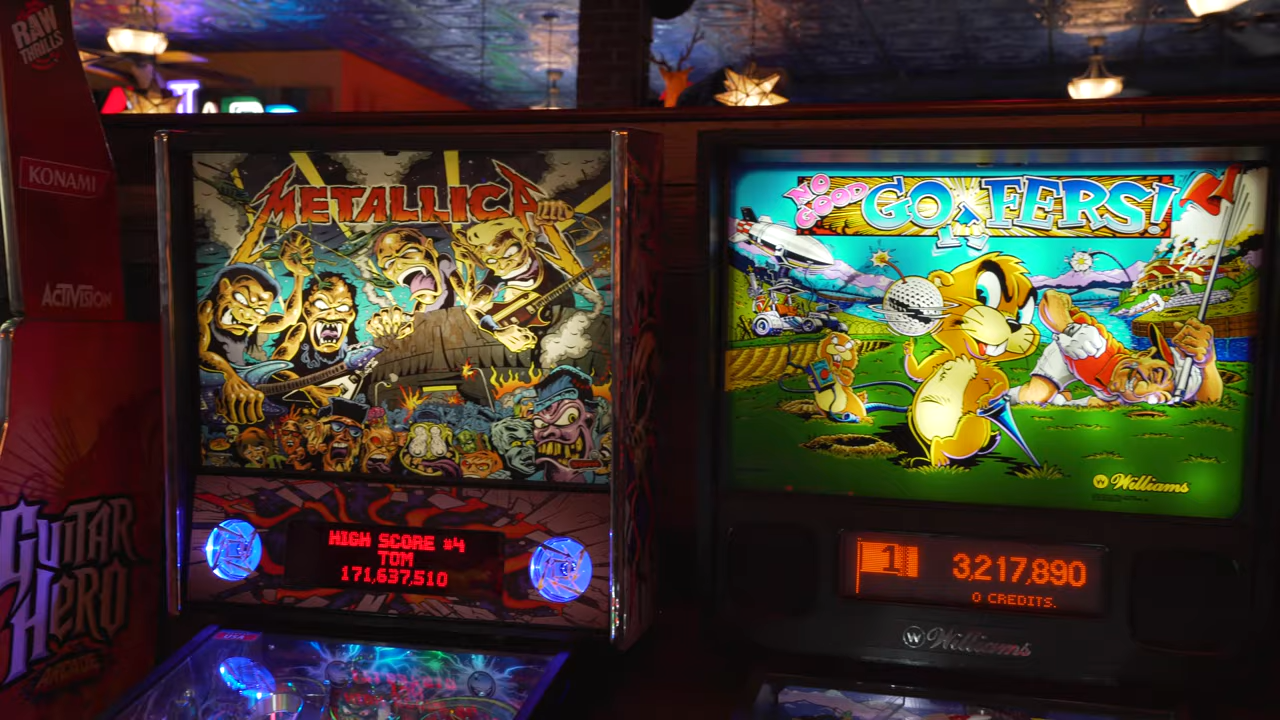 RAW
THRILLS
KONAMI
ACTIVISION
GUITAR
HERO
ARCADE
METALLICA
HIGH SCORE #4
TOM
171,637,510
USA
NO
GOOD
GOFERS!
Williams
1
3,217,890
0 CREDITS.
Williams